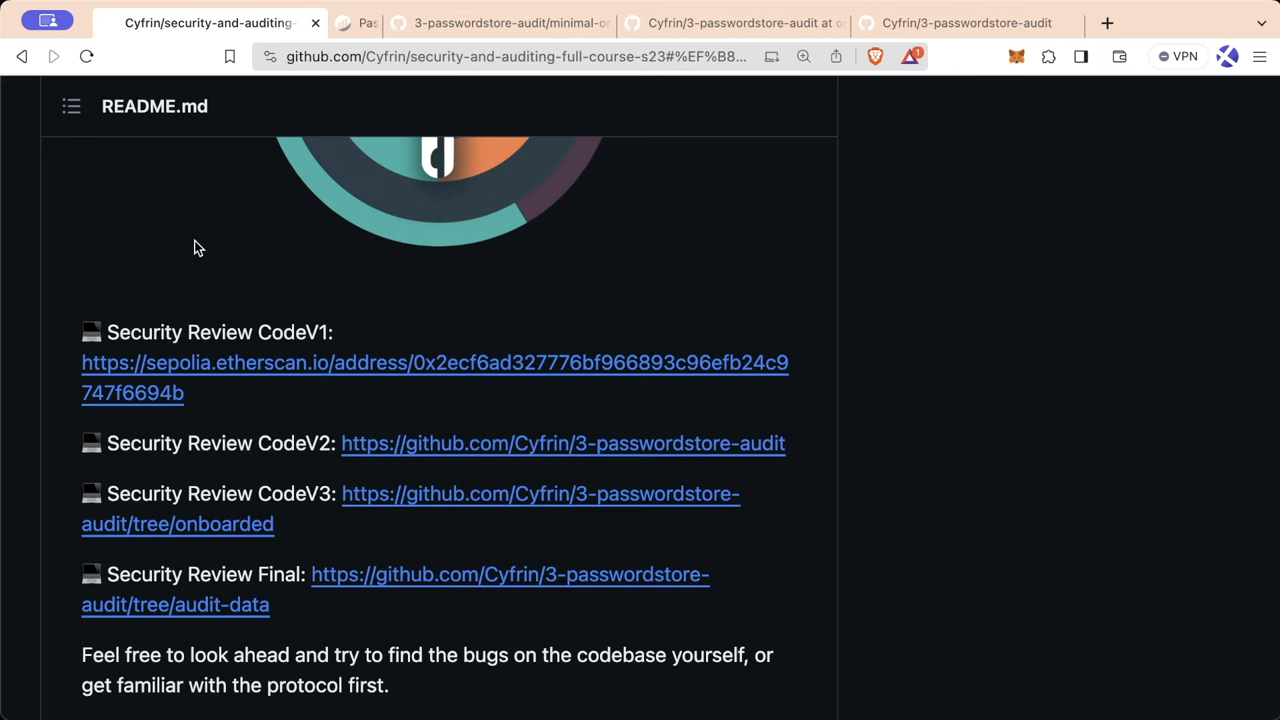 Cyfrin/security-and-auditing-
Pas
3-passwordstore-audit/minimal-on
Cyfrin/3-passwordstore-audit at o
Cyfrin/3-passwordstore-audit
github.com/Cyfrin/security-and-auditing-full-course-s23#%EF%B8...
1
VPN
README.md
Security Review CodeV1:
https://sepolia.etherscan.io/address/0x2ecf6ad327776bf966893c96efb24c9
747f6694b
Security Review CodeV2: https://github.com/Cyfrin/3-passwordstore-audit
Security Review CodeV3: https://github.com/Cyfrin/3-passwordstore-
audit/tree/onboarded
Security Review Final: https://github.com/Cyfrin/3-passwordstore-
audit/tree/audit-data
Feel free to look ahead and try to find the bugs on the codebase yourself, or
get familiar with the protocol first.